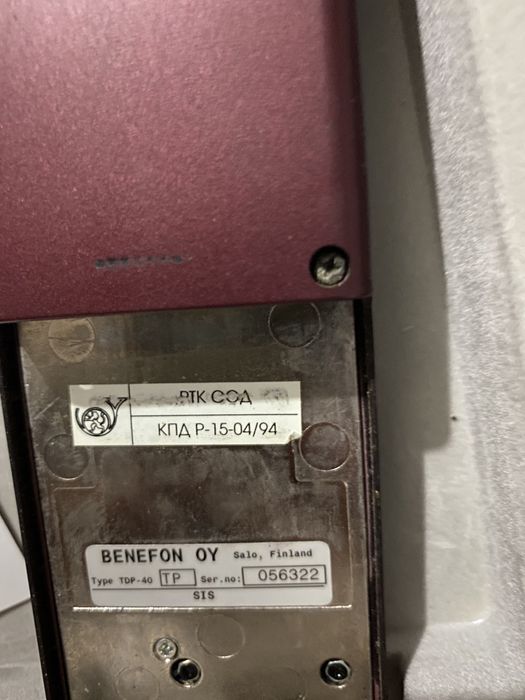 РТК СОД
КПД Р-15-04/94
BENEFON OY Salo, Finland
Type TDP-40 TP Ser.no: 056322
SIS